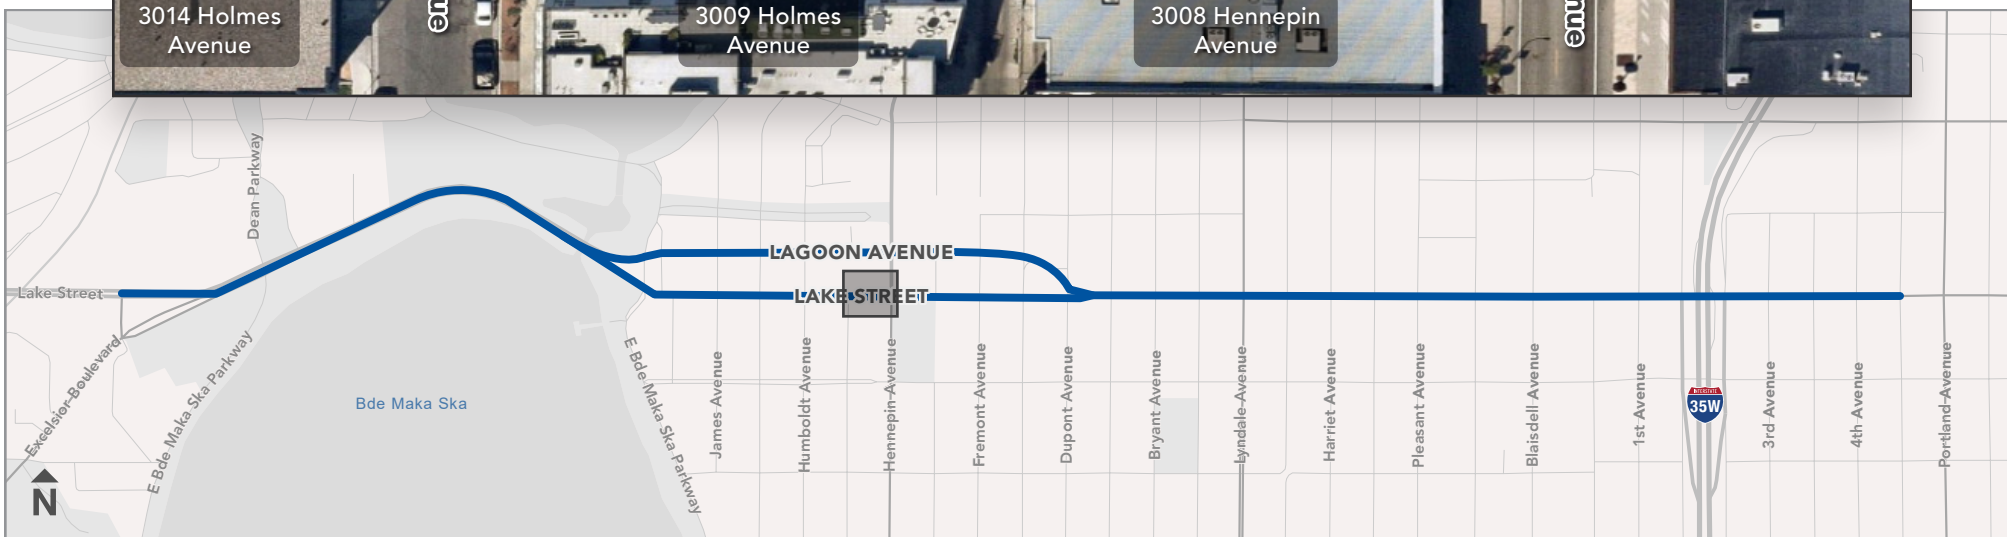 3014 Holmes
Avenue
ue
3009 Holmes
Avenue
3008 Hennepin
Avenue
nue
Dean Parkway
LAGOON AVENUE
Lake Street
LAKE STREET
Excelsior Boulevard
E Bde Maka Ska Parkway
Bde Maka Ska
E Bde Maka Ska Parkway
James Avenue
Humboldt Avenue
Hennepin Avenue
Fremont Avenue
Dupont Avenue
Bryant Avenue
Lyndale Avenue
Harriet Avenue
Pleasant Avenue
Blaisdell Avenue
1st Avenue
INTERSTATE
35W
3rd Avenue
4th Avenue
Portland Avenue
N